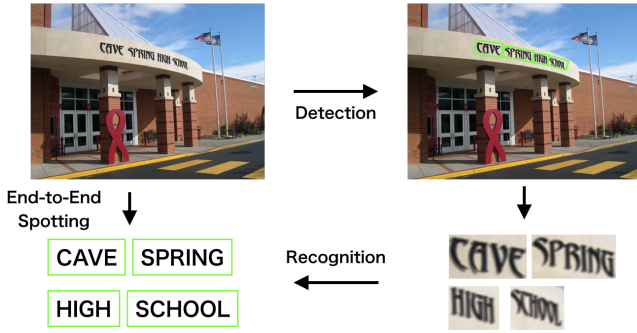 CAVE SPRING HIGH SCHOOL
CAVE SPRING HIGH SCHOOL
Detection
End-to-End
Spotting
CAVE SPRING
Recognition
CAVE SPRING
HIGH SCHOOL
HIGH SCHOOL